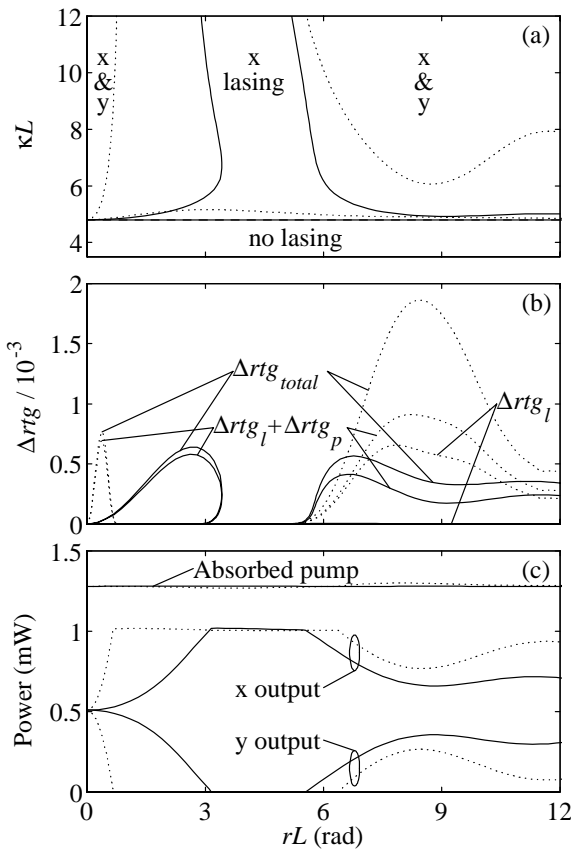 12
10
8
6
4
κL
x
&
y
x
lasing
x
&
y
(a)
no lasing
2
1.5
1
0.5
0
Δrtg / 10⁻³
(b)
Δrtg_total
Δrtg_l
Δrtg_l+Δrtg_p
1.5
1
0.5
0
Power (mW)
(c)
Absorbed pump
x output
y output
0 3 6 9 12
rL (rad)